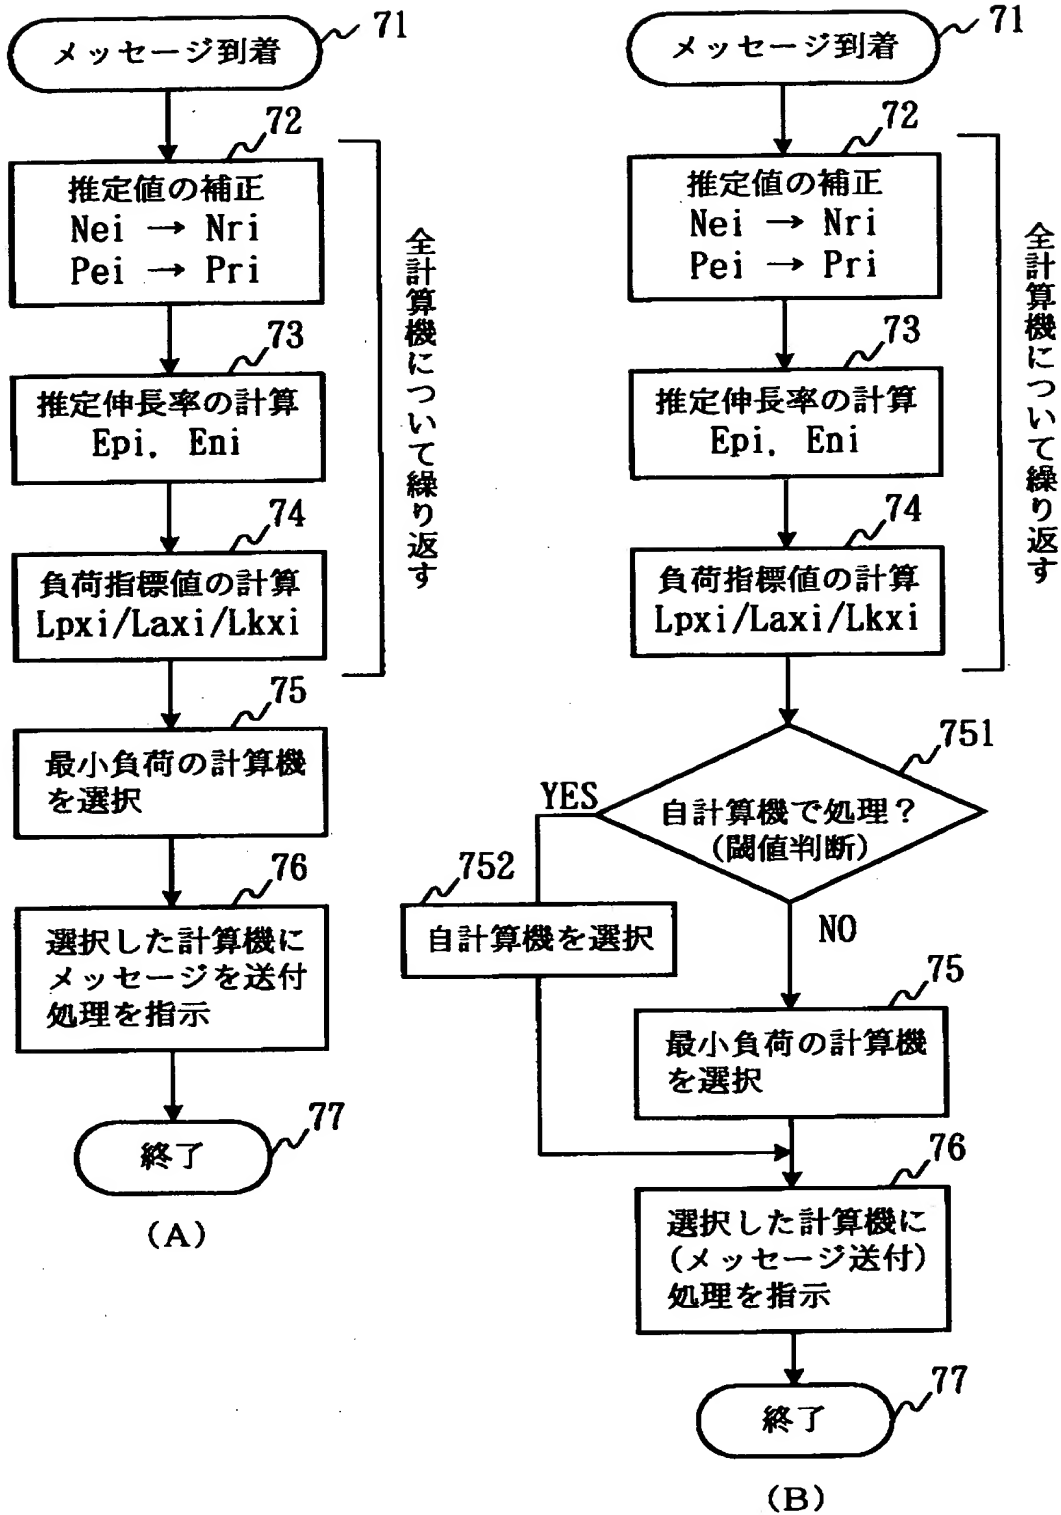 メッセージ到着
71
72
推定値の補正
Nei → Nri
Pei → Pri
73
推定伸長率の計算
Epi. Eni
74
負荷指標値の計算
Lpxi/Laxi/Lkxi
全計算機について繰り返す
75
最小負荷の計算機
を選択
76
選択した計算機に
メッセージを送付
処理を指示
77
終了
(A)
メッセージ到着
71
72
推定値の補正
Nei → Nri
Pei → Pri
73
推定伸長率の計算
Epi. Eni
74
負荷指標値の計算
Lpxi/Laxi/Lkxi
全計算機について繰り返す
751
自計算機で処理?
(閾値判断)
YES
752
自計算機を選択
NO
75
最小負荷の計算機
を選択
76
選択した計算機に
(メッセージ送付)
処理を指示
77
終了
(B)